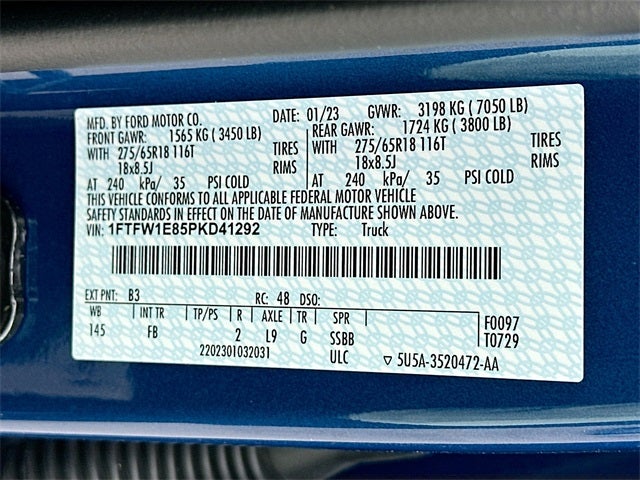 MFD. BY FORD MOTOR CO. DATE: 01/23 GVWR: 3198 KG ( 7050 LB)
FRONT GAWR: 1565 KG ( 3450 LB) REAR GAWR: 1724 KG ( 3800 LB)
WITH 275/65R18 116T TIRES WITH 275/65R18 116T TIRES
18x8.5J RIMS 18x8.5J RIMS
AT 240 kPa/ 35 PSI COLD AT 240 kPa/ 35 PSI COLD
THIS VEHICLE CONFORMS TO ALL APPLICABLE FEDERAL MOTOR VEHICLE
SAFETY STANDARDS IN EFFECT ON THE DATE OF MANUFACTURE SHOWN ABOVE.
VIN: 1FTFW1E85PKD41292 TYPE: Truck
EXT PNT: B3 RC: 48 DSO:
WB INT TR TP/PS R AXLE TR SPR F0097
145 FB 2 L9 G SSBB T0729
2202301032031 ULC ▽ 5U5A-3520472-AA